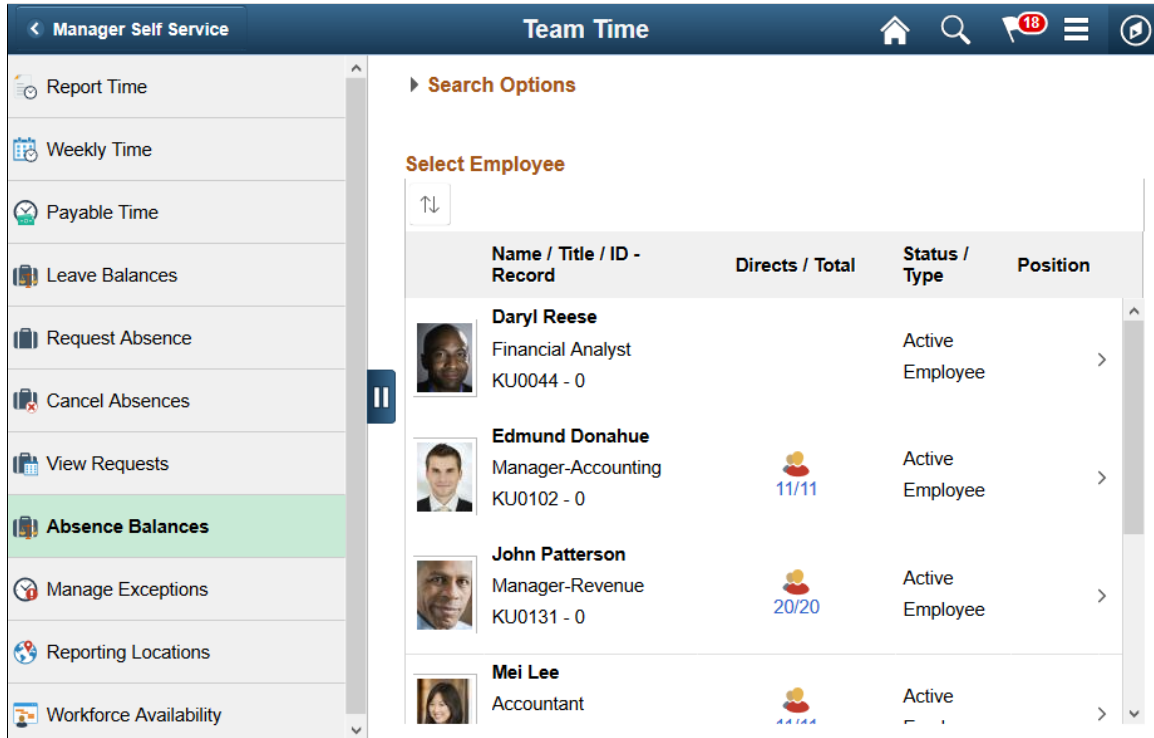 Manager Self Service
Team Time
18
Report Time
Weekly Time
Payable Time
Leave Balances
Request Absence
Cancel Absences
View Requests
Absence Balances
Manage Exceptions
Reporting Locations
Workforce Availability
Search Options
Select Employee
Name / Title / ID -
Record
Directs / Total
Status /
Type
Position
Daryl Reese
Financial Analyst
KU0044 - 0
Active
Employee
Edmund Donahue
Manager-Accounting
KU0102 - 0
11/11
Active
Employee
John Patterson
Manager-Revenue
KU0131 - 0
20/20
Active
Employee
Mei Lee
Accountant
11/11
Active